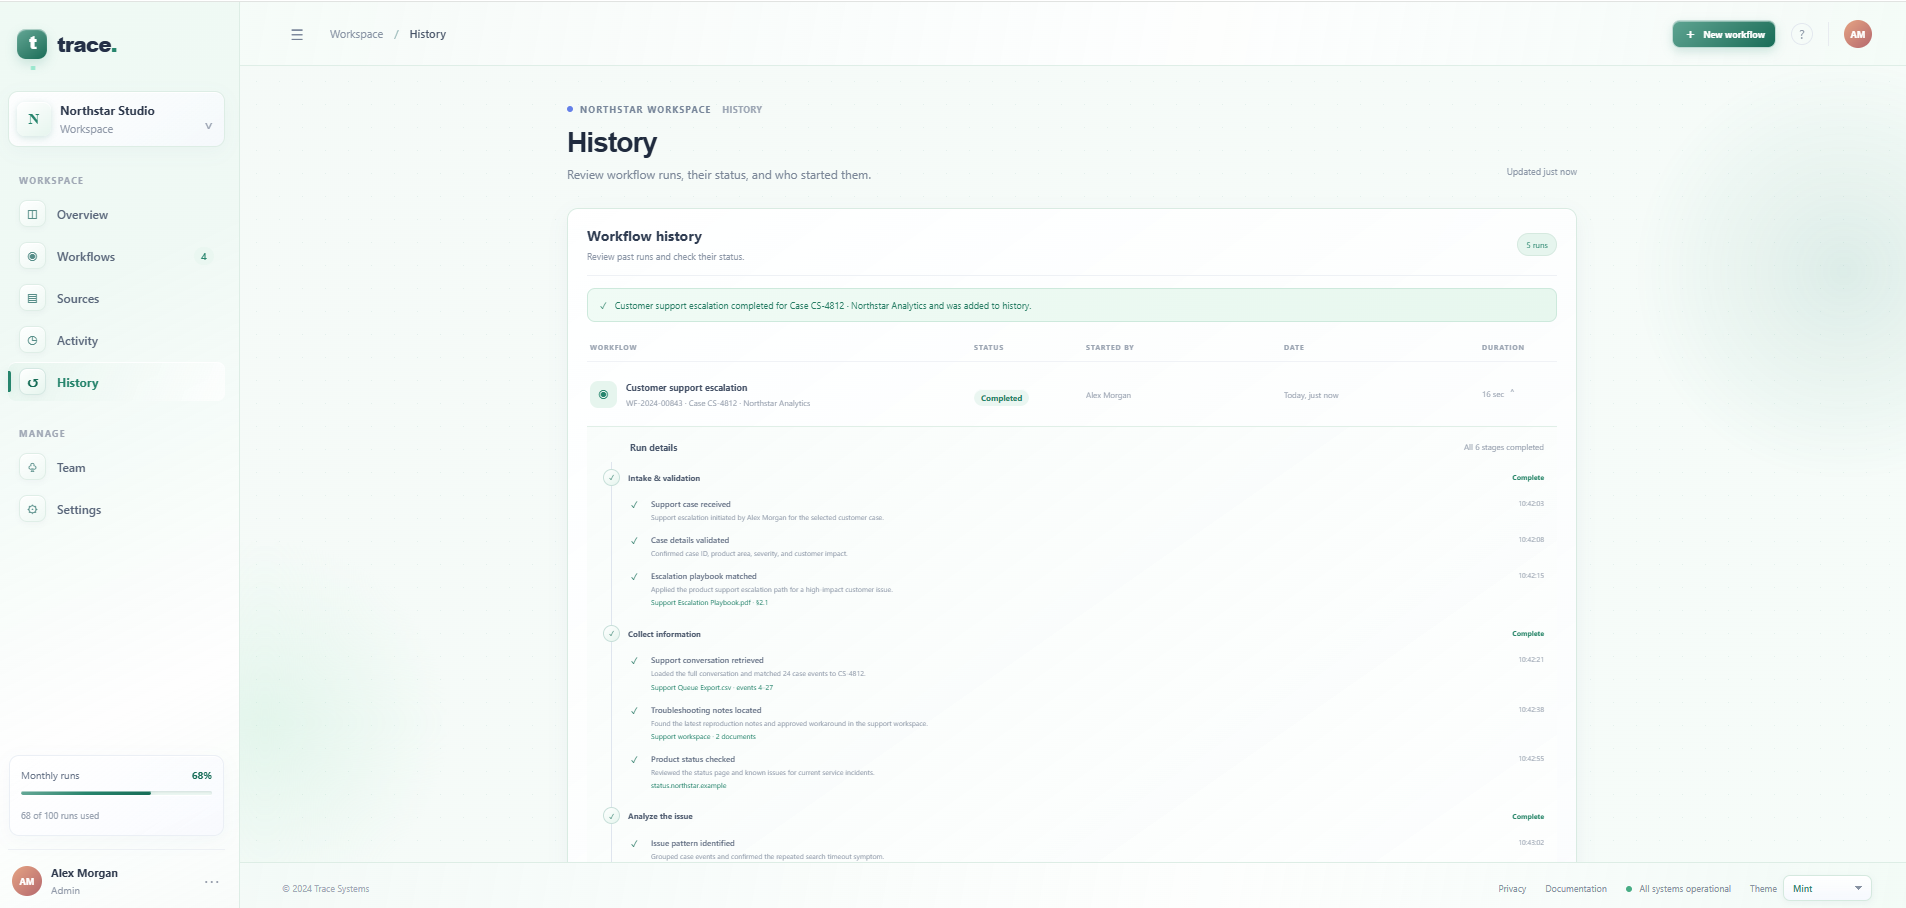 t trace.
N Northstar Studio
Workspace
WORKSPACE
Overview
Workflows 4
Sources
Activity
History
MANAGE
Team
Settings
Monthly runs 68%
68 of 100 runs used
AM Alex Morgan
Admin
Workspace / History
+ New workflow ? AM
NORTHSTAR WORKSPACE HISTORY
History
Review workflow runs, their status, and who started them.
Updated just now
Workflow history
Review past runs and check their status.
5 runs
✓ Customer support escalation completed for Case CS-4812 · Northstar Analytics and was added to history.
WORKFLOW STATUS STARTED BY DATE DURATION
Customer support escalation
WF-2024-00843 · Case CS-4812 · Northstar Analytics
Completed Alex Morgan Today, just now 16 sec
Run details All 6 stages completed
Intake & validation Complete
Support case received 10:42:03
Support escalation initiated by Alex Morgan for the selected customer case.
Case details validated 10:42:08
Confirmed case ID, product area, severity, and customer impact.
Escalation playbook matched 10:42:15
Applied the product support escalation path for a high-impact customer issue.
Support Escalation Playbook.pdf · §2.1
Collect information Complete
Support conversation retrieved 10:42:21
Loaded the full conversation and matched 24 case events to CS-4812.
Support Queue Export.csv · events 4-27
Troubleshooting notes located 10:42:38
Found the latest reproduction notes and approved workaround in the support workspace.
Support workspace · 2 documents
Product status checked 10:42:55
Reviewed the status page and known issues for current service incidents.
status.northstar.example
Analyze the issue Complete
Issue pattern identified 10:43:02
Grouped case events and confirmed the repeated search timeout symptom.
© 2024 Trace Systems
Privacy Documentation All systems operational Theme Mint